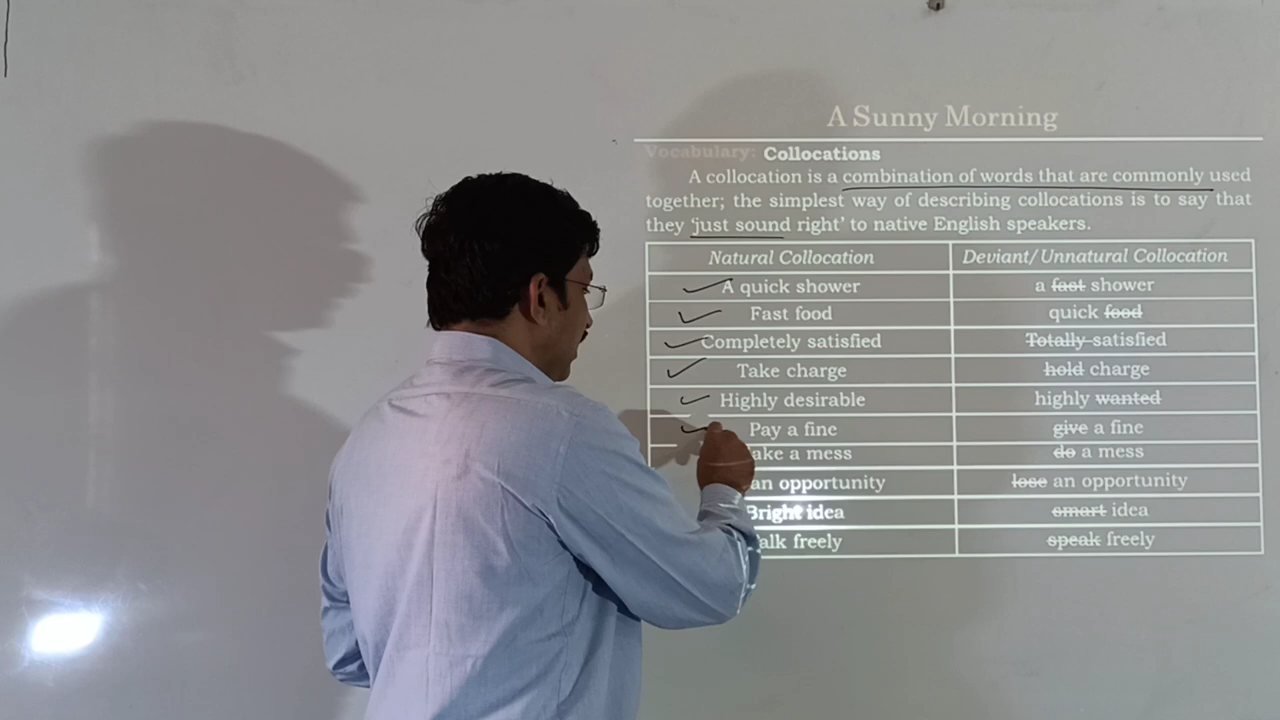 A Sunny Morning
Vocabulary: Collocations
A collocation is a combination of words that are commonly used
together; the simplest way of describing collocations is to say that
they 'just sound right' to native English speakers.
Natural Collocation Deviant/Unnatural Collocation
A quick shower a fast shower
Fast food quick food
Completely satisfied Totally satisfied
Take charge hold charge
Highly desirable highly wanted
Pay a fine give a fine
a mess do a mess
an opportunity lose an opportunity
Bright idea smart idea
freely speak freely